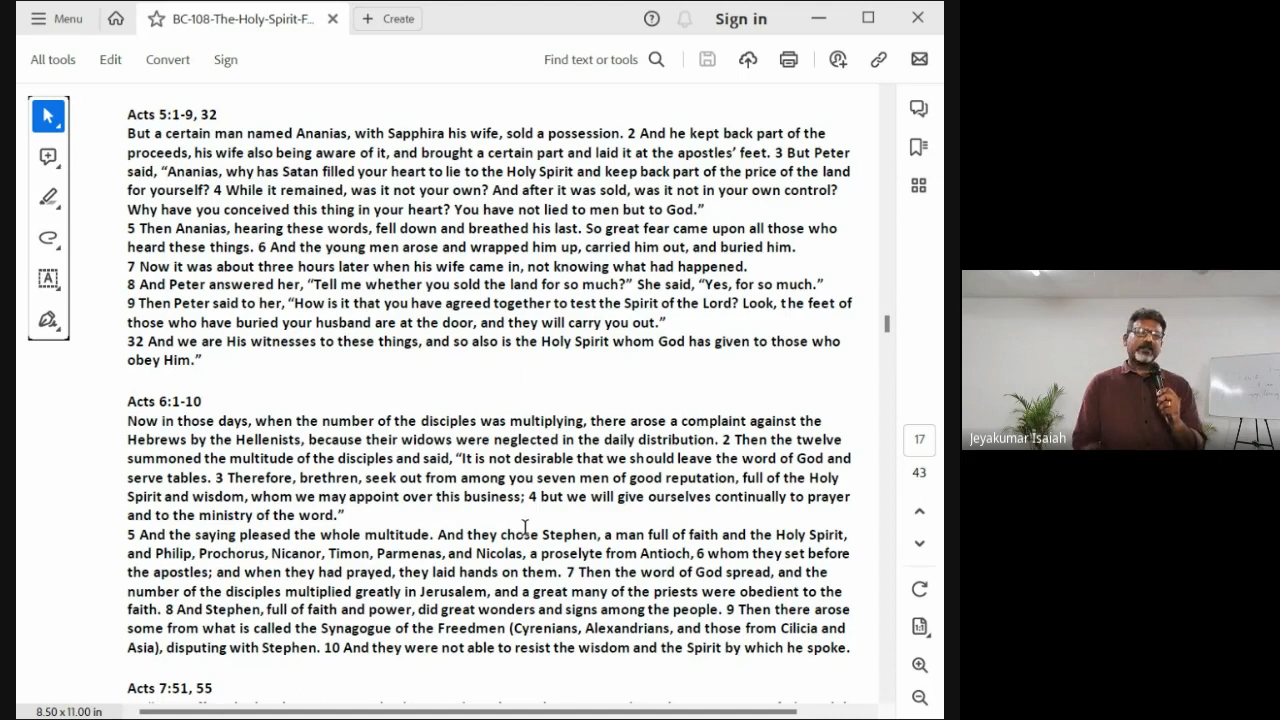 Menu
BC-108-The-Holy-Spirit-F...
Create
Sign in
All tools
Edit
Convert
Sign
Find text or tools
Acts 5:1-9, 32
But a certain man named Ananias, with Sapphira his wife, sold a possession. 2 And he kept back part of the
proceeds, his wife also being aware of it, and brought a certain part and laid it at the apostles’ feet. 3 But Peter
said, “Ananias, why has Satan filled your heart to lie to the Holy Spirit and keep back part of the price of the land
for yourself? 4 While it remained, was it not your own? And after it was sold, was it not in your own control?
Why have you conceived this thing in your heart? You have not lied to men but to God.”
5 Then Ananias, hearing these words, fell down and breathed his last. So great fear came upon all those who
heard these things. 6 And the young men arose and wrapped him up, carried him out, and buried him.
7 Now it was about three hours later when his wife came in, not knowing what had happened.
8 And Peter answered her, “Tell me whether you sold the land for so much?” She said, “Yes, for so much.”
9 Then Peter said to her, “How is it that you have agreed together to test the Spirit of the Lord? Look, the feet of
those who have buried your husband are at the door, and they will carry you out.”
32 And we are His witnesses to these things, and so also is the Holy Spirit whom God has given to those who
obey Him.”
Acts 6:1-10
Now in those days, when the number of the disciples was multiplying, there arose a complaint against the
Hebrews by the Hellenists, because their widows were neglected in the daily distribution. 2 Then the twelve
summoned the multitude of the disciples and said, “It is not desirable that we should leave the word of God and
serve tables. 3 Therefore, brethren, seek out from among you seven men of good reputation, full of the Holy
Spirit and wisdom, whom we may appoint over this business; 4 but we will give ourselves continually to prayer
and to the ministry of the word.”
5 And the saying pleased the whole multitude. And they chose Stephen, a man full of faith and the Holy Spirit,
and Philip, Prochorus, Nicanor, Timon, Parmenas, and Nicolas, a proselyte from Antioch, 6 whom they set before
the apostles; and when they had prayed, they laid hands on them. 7 Then the word of God spread, and the
number of the disciples multiplied greatly in Jerusalem, and a great many of the priests were obedient to the
faith. 8 And Stephen, full of faith and power, did great wonders and signs among the people. 9 Then there arose
some from what is called the Synagogue of the Freedmen (Cyrenians, Alexandrians, and those from Cilicia and
Asia), disputing with Stephen. 10 And they were not able to resist the wisdom and the Spirit by which he spoke.
Acts 7:51, 55
17
43
8.50 x 11.00 in
Jeyakumar Isaiah